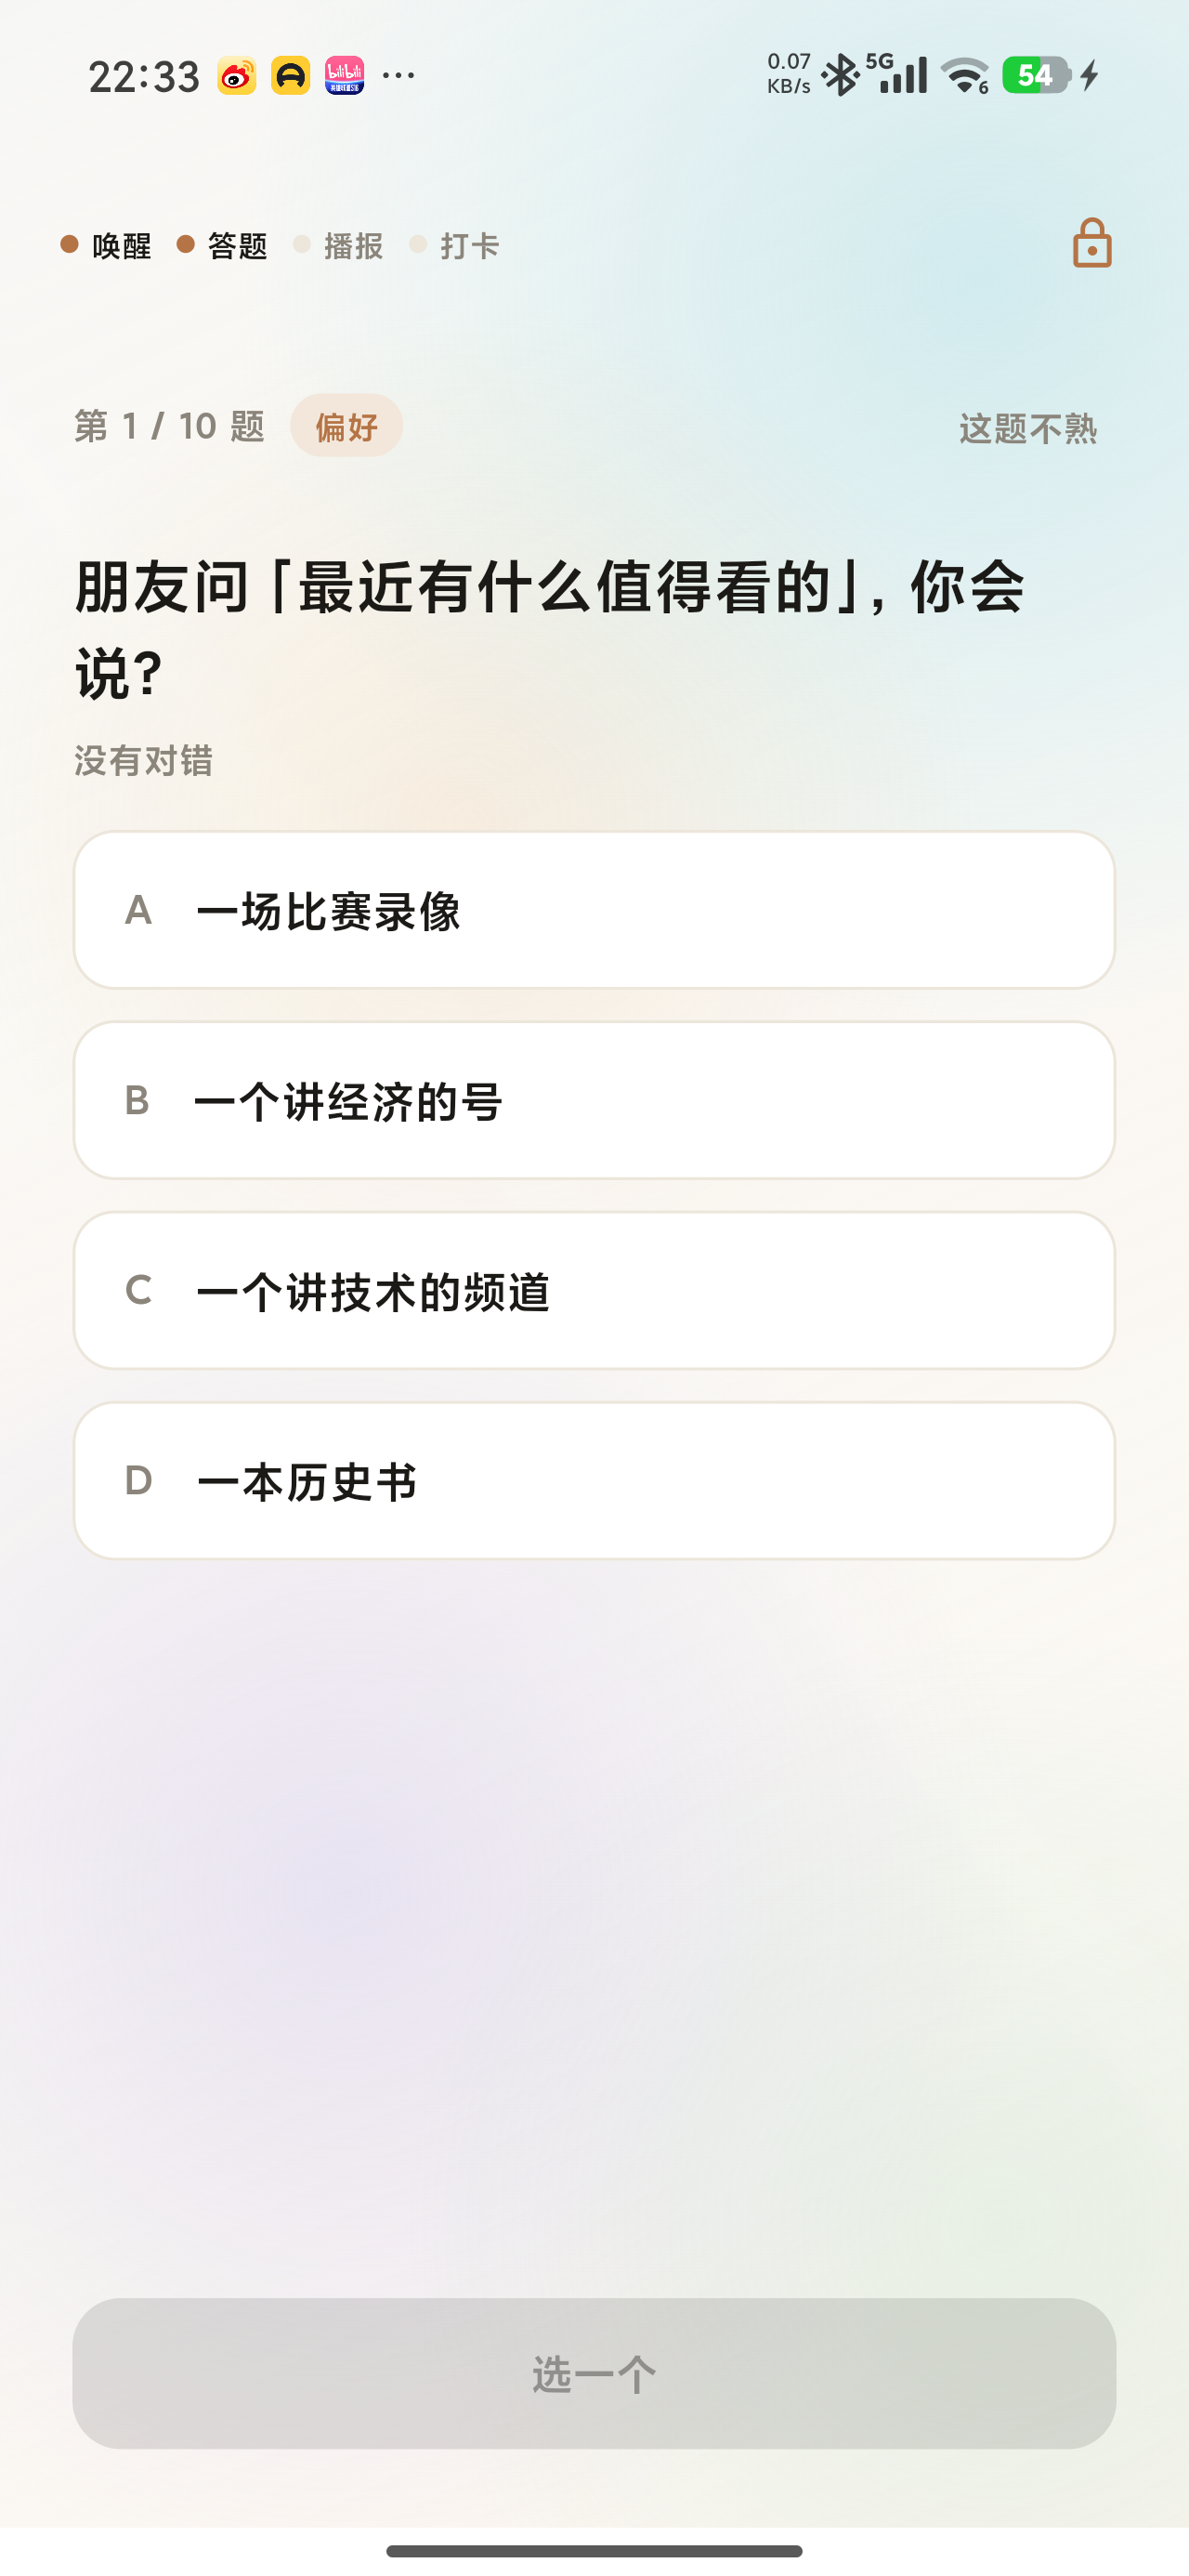 22:33 ··· 0.07 KB/s 5G 6 54
唤醒 答题 播报 打卡
第 1 / 10 题 偏好 这题不熟
朋友问「最近有什么值得看的」，你会
说？
没有对错
A 一场比赛录像
B 一个讲经济的号
C 一个讲技术的频道
D 一本历史书
选一个